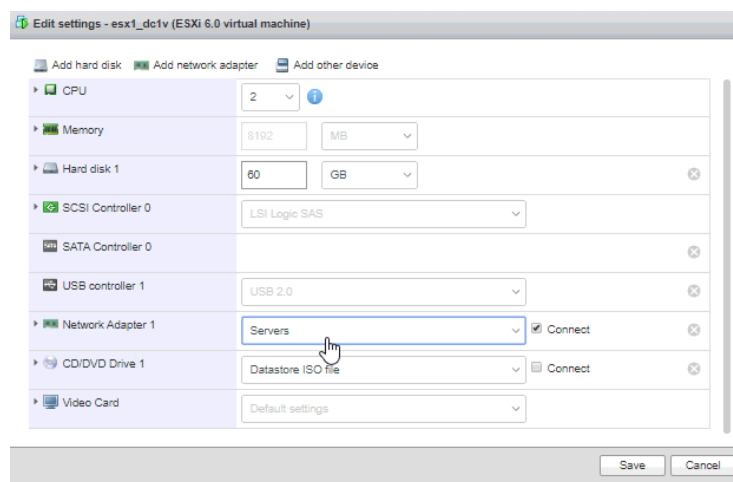 Edit settings - esx1_dc1v (ESXi 6.0 virtual machine)
Add hard disk Add network adapter Add other device
CPU 2
Memory 8192 MB
Hard disk 1 60 GB
SCSI Controller 0 LSI Logic SAS
SATA Controller 0
USB controller 1 USB 2.0
Network Adapter 1 Servers Connect
CD/DVD Drive 1 Datastore ISO file Connect
Video Card Default settings
Save Cancel